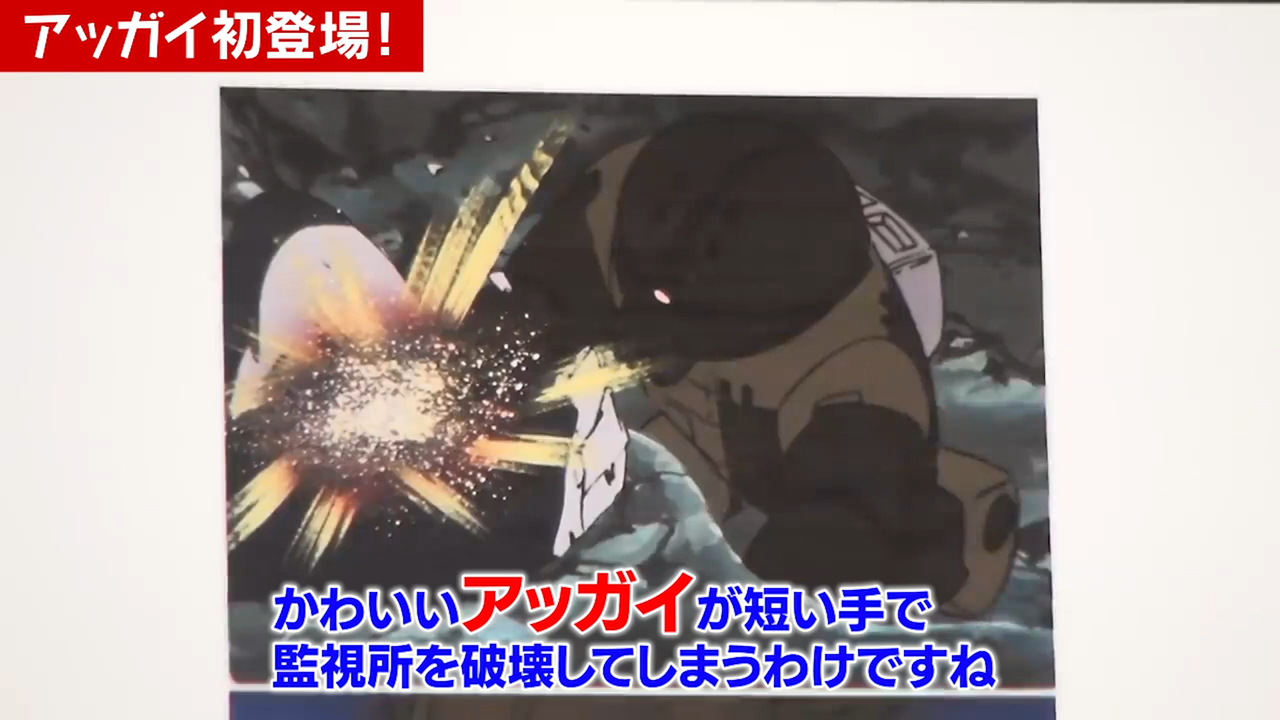 アッガイ初登場!
かわいいアッガイが短い手で
監視所を破壊してしまうわけですね